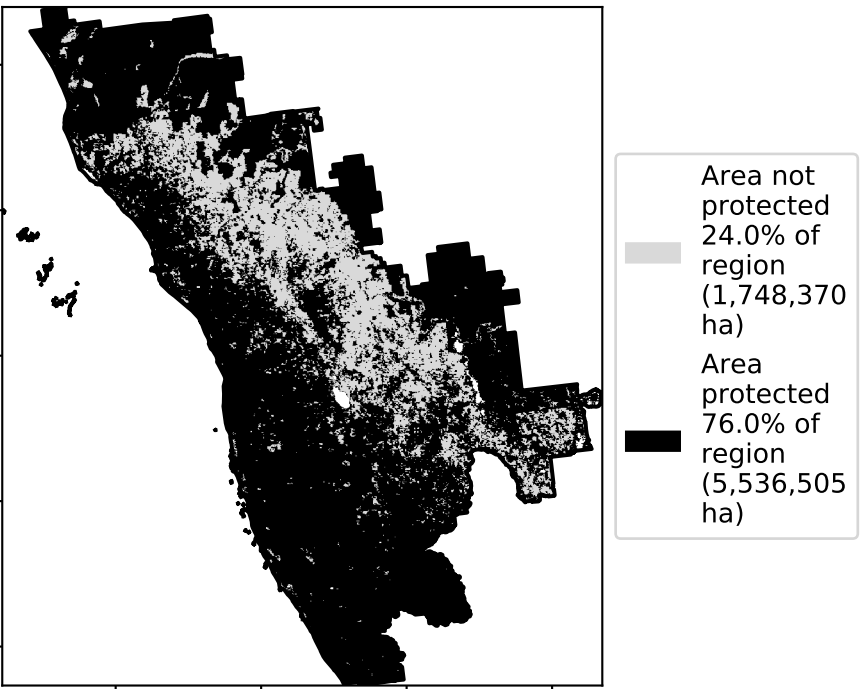 Area not
protected
24.0% of
region
(1,748,370
ha)
Area
protected
76.0% of
region
(5,536,505
ha)